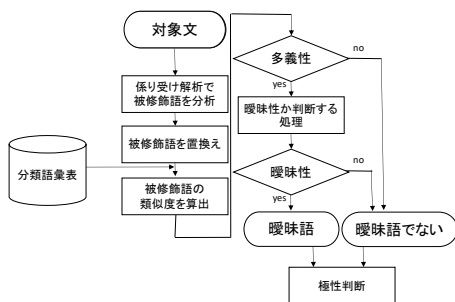 対象文
係り受け解析で
被修飾語を分析
被修飾語を置換え
分類語彙表
被修飾語の
類似度を算出
多義性
no
yes
曖昧性か判断する
処理
曖昧性
no
yes
曖昧語
曖昧語でない
極性判断